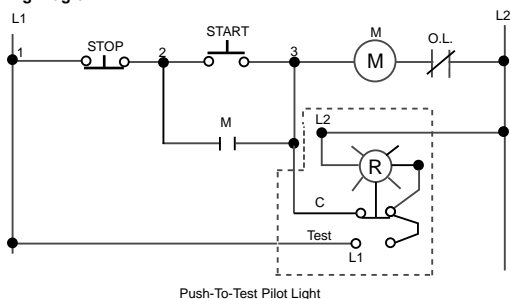 L1
L2
STOP
START
M
O.L.
1
2
3
M
M
L2
R
C
Test
L1
Push-To-Test Pilot Light